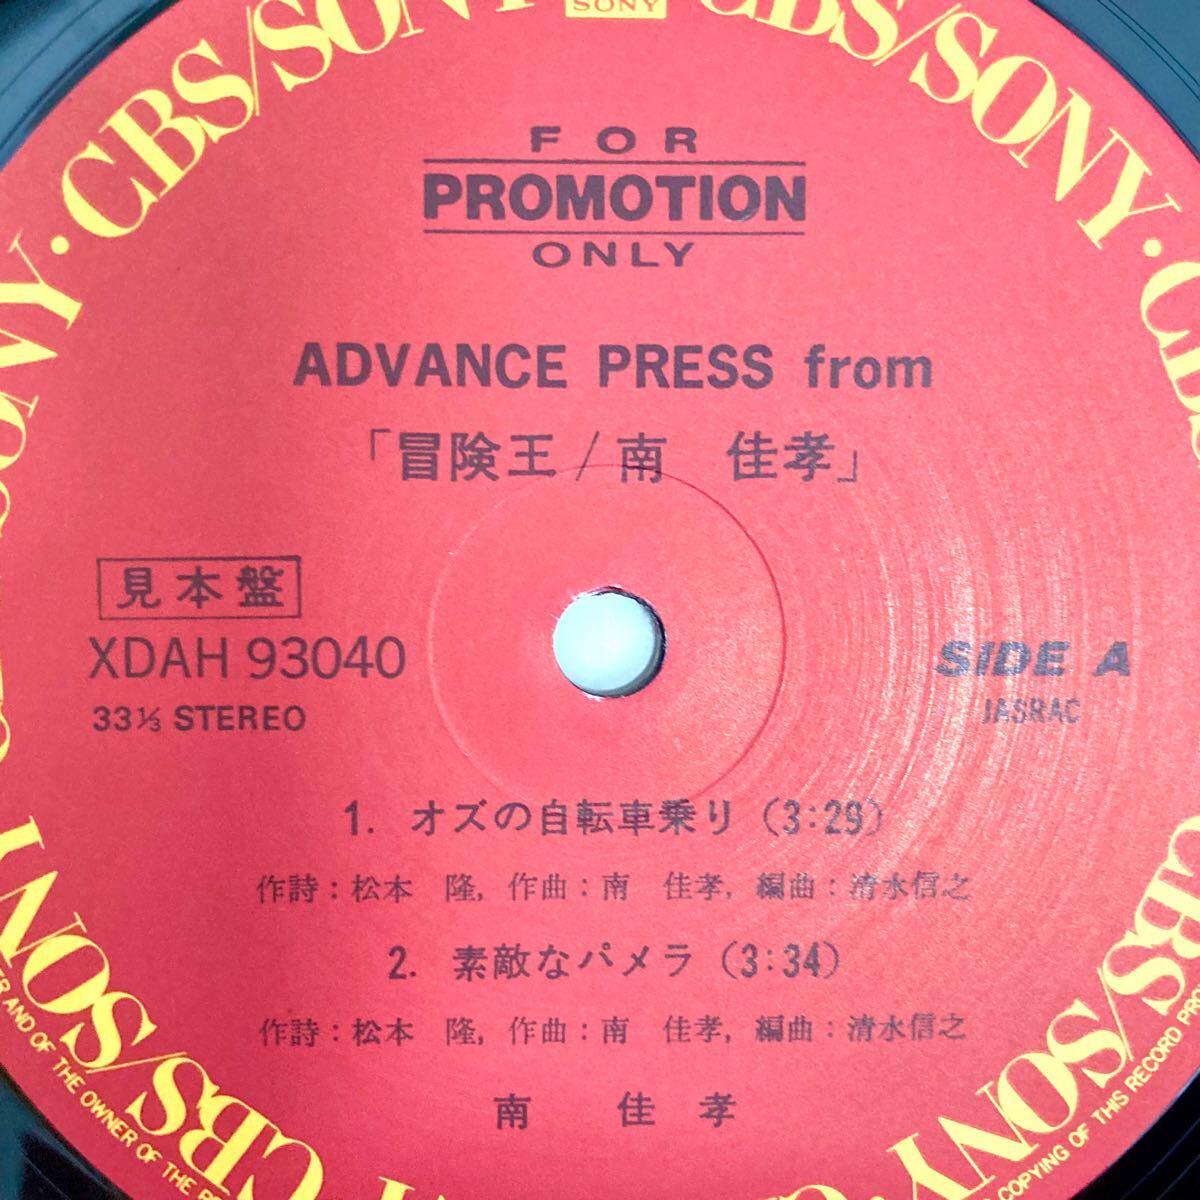 SONY
CBS/SONY · CBS/SONY · CBS/SONY
FOR
PROMOTION
ONLY
ADVANCE PRESS from
「冒険王/南 佳孝」
見本盤
XDAH 93040
33⅓ STEREO
SIDE A
JASRAC
1. オズの自転車乗り (3:29)
作詩:松本 隆, 作曲:南 佳孝, 編曲:清水信之
2. 素敵なパメラ (3:34)
作詩:松本 隆, 作曲:南 佳孝, 編曲:清水信之
南 佳孝
AND OF THE OWNER OF THE
COPYING OF THIS RECORD